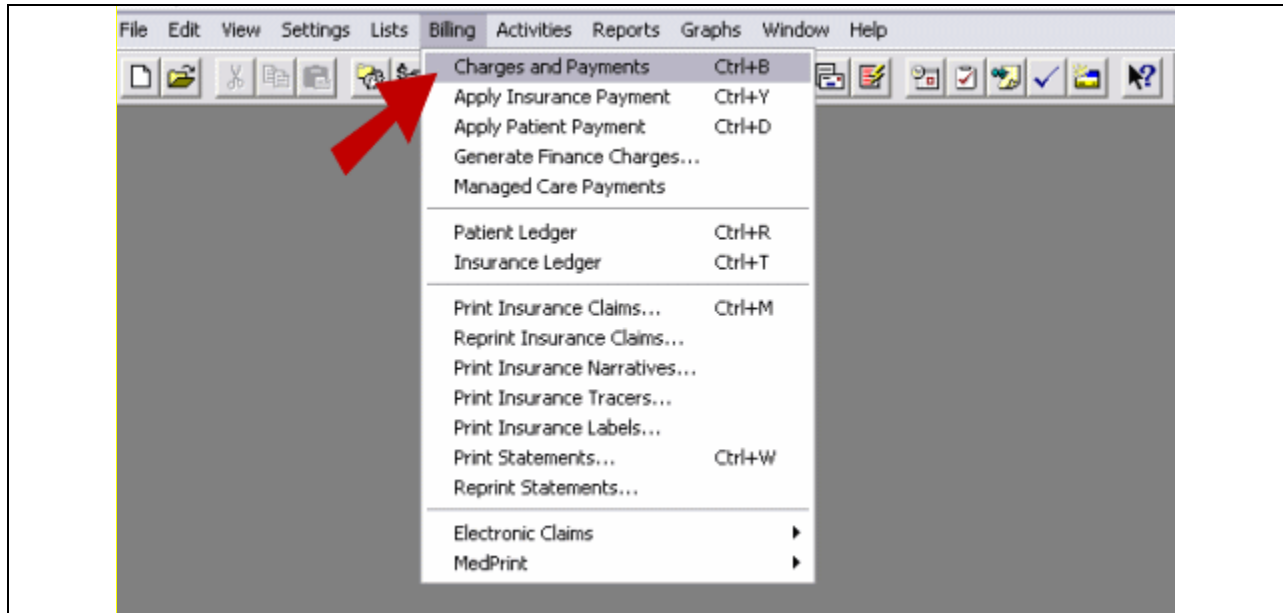 File Edit View Settings Lists Billing Activities Reports Graphs Window Help
Charges and Payments Ctrl+B
Apply Insurance Payment Ctrl+Y
Apply Patient Payment Ctrl+D
Generate Finance Charges...
Managed Care Payments
Patient Ledger Ctrl+R
Insurance Ledger Ctrl+T
Print Insurance Claims... Ctrl+M
Reprint Insurance Claims...
Print Insurance Narratives...
Print Insurance Tracers...
Print Insurance Labels...
Print Statements... Ctrl+W
Reprint Statements...
Electronic Claims
MedPrint